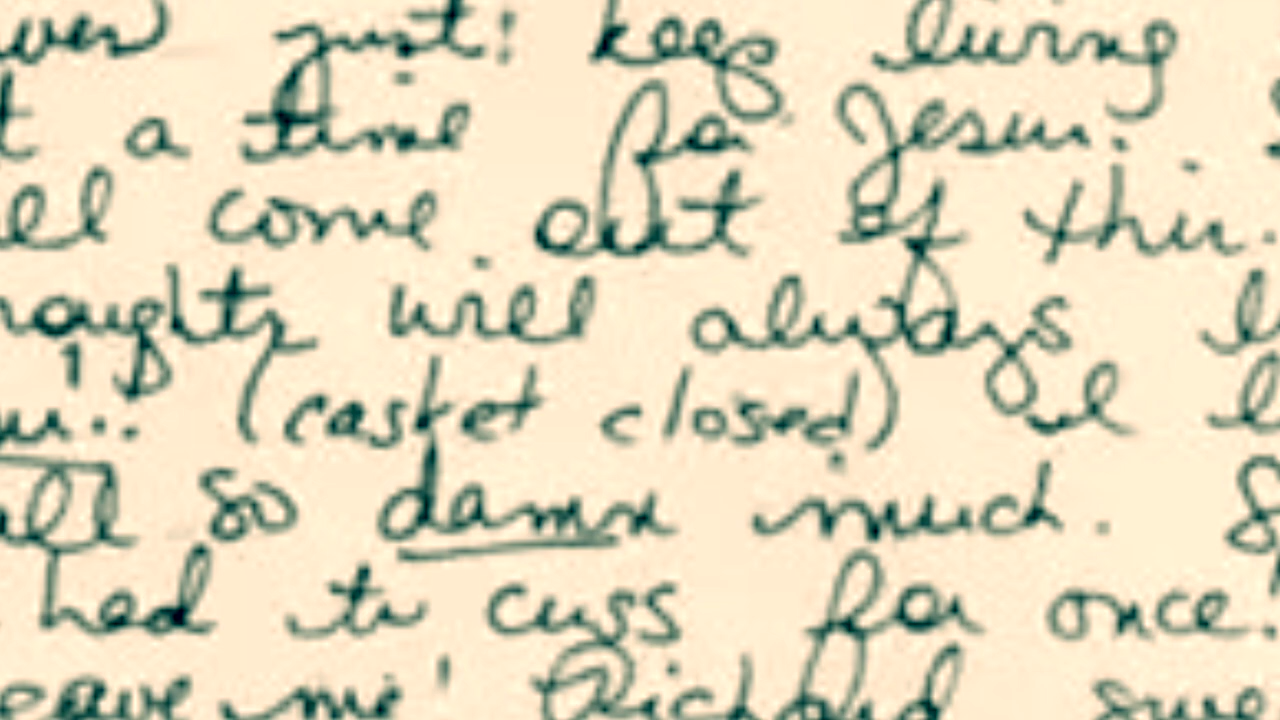 just! keep living
a time for Jesus.
come out of this.
will always
(casket closed)
all so damn much.
had to cuss for once!
me! Richard